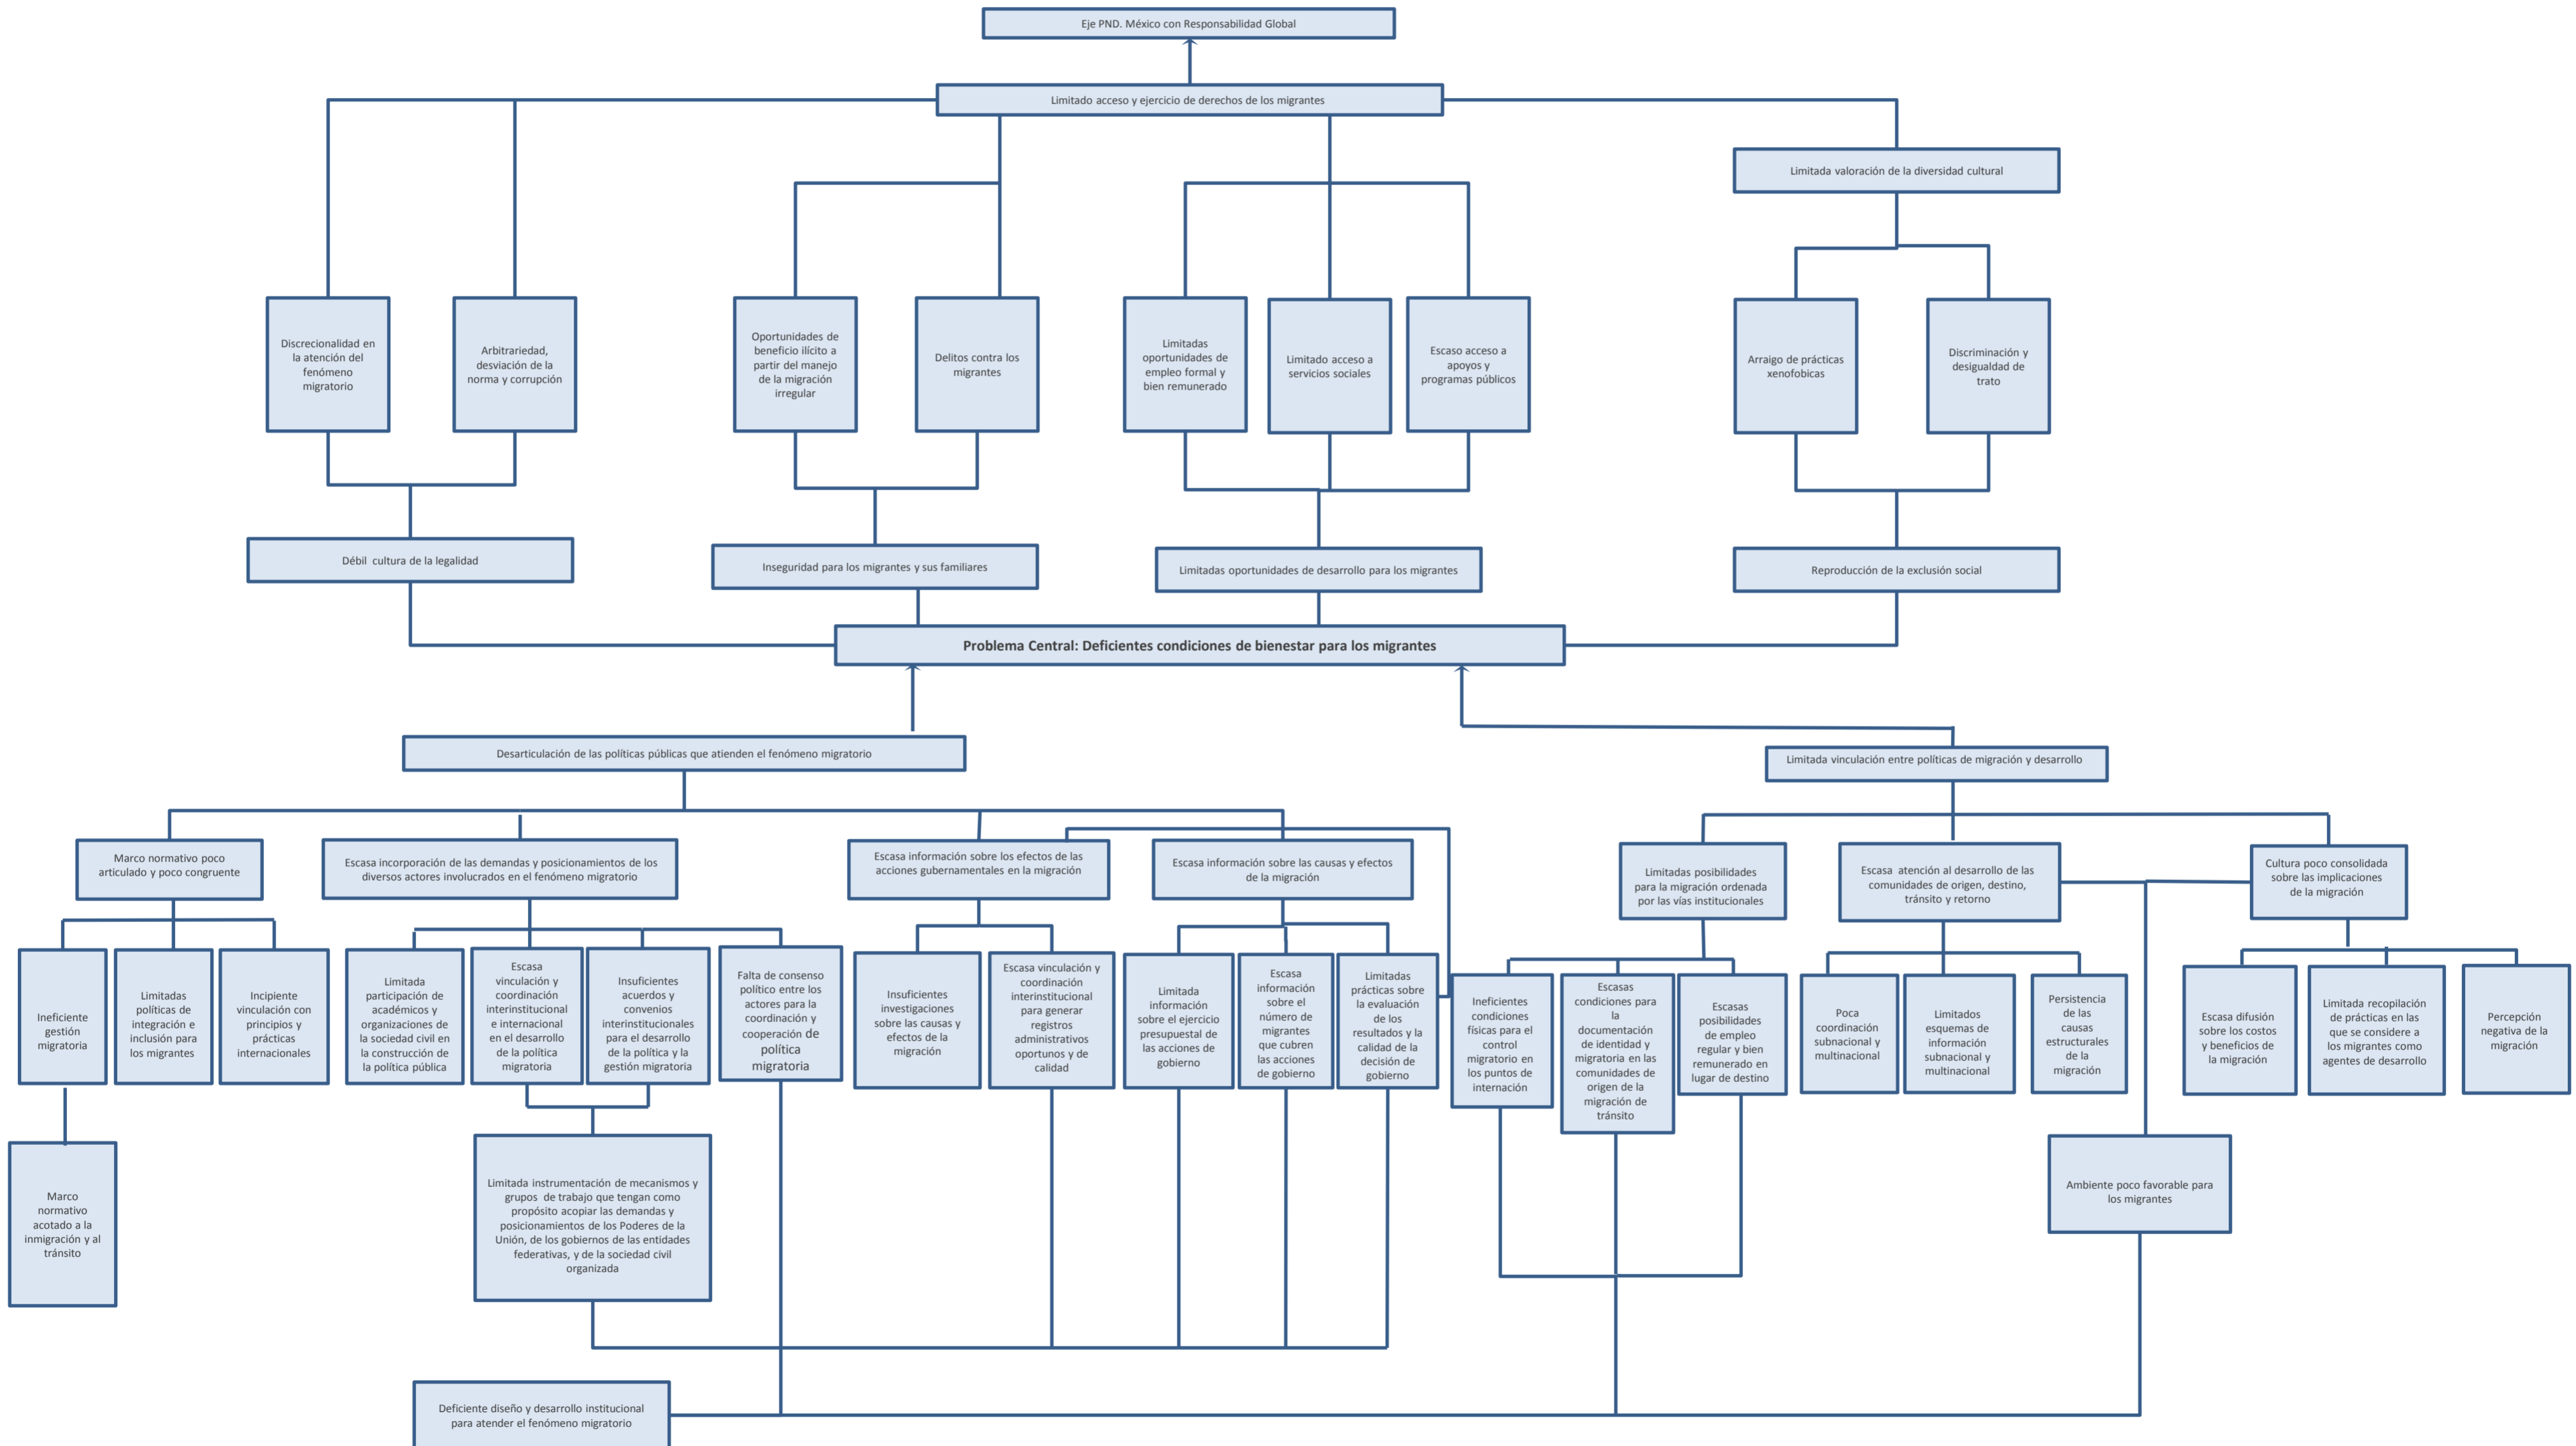 Eje PND. México con Responsabilidad Global
Limitado acceso y ejercicio de derechos de los migrantes
Limitada valoración de la diversidad cultural
Discrecionalidad en
la atención del
fenómeno
migratorio
Arbitrariedad,
desviación de la
norma y corrupción
Oportunidades de
beneficio ilícito a
partir del manejo
de la migración
irregular
Delitos contra los
migrantes
Limitadas
oportunidades de
empleo formal y
bien remunerado
Limitado acceso a
servicios sociales
Escaso acceso a
apoyos y
programas públicos
Arraigo de prácticas
xenofobicas
Discriminación y
desigualdad de
trato
Débil cultura de la legalidad
Inseguridad para los migrantes y sus familiares
Limitadas oportunidades de desarrollo para los migrantes
Reproducción de la exclusión social
Problema Central: Deficientes condiciones de bienestar para los migrantes
Desarticulación de las políticas públicas que atienden el fenómeno migratorio
Limitada vinculación entre políticas de migración y desarrollo
Marco normativo poco
articulado y poco congruente
Escasa incorporación de las demandas y posicionamientos de los
diversos actores involucrados en el fenómeno migratorio
Escasa información sobre los efectos de las
acciones gubernamentales en la migración
Escasa información sobre las causas y efectos
de la migración
Limitadas posibilidades
para la migración ordenada
por las vías institucionales
Escasa atención al desarrollo de las
comunidades de origen, destino,
tránsito y retorno
Cultura poco consolidada
sobre las implicaciones
de la migración
Ineficiente
gestión
migratoria
Limitadas
políticas de
integración e
inclusión para
los migrantes
Incipiente
vinculación con
principios y
prácticas
internacionales
Limitada
participación de
académicos y
organizaciones de
la sociedad civil en
la construcción de
la política pública
Escasa
vinculación y
coordinación
interinstitucional
e internacional
en el desarrollo
de la política
migratoria
Insuficientes
acuerdos y
convenios
interinstitucionales
para el desarrollo
de la política y la
gestión migratoria
Falta de consenso
político entre los
actores para la
coordinación y
cooperación de
política
migratoria
Insuficientes
investigaciones
sobre las causas y
efectos de la
migración
Escasa vinculación y
coordinación
interinstitucional
para generar
registros
administrativos
oportunos y de
calidad
Limitada
información
sobre el ejercicio
presupuestal de
las acciones de
gobierno
Escasa
información
sobre el
número de
migrantes
que cubren
las acciones
de gobierno
Limitadas
prácticas sobre
la evaluación
de los
resultados y la
calidad de la
decisión de
gobierno
Ineficientes
condiciones
físicas para el
control
migratorio en
los puntos de
internación
Escasas
condiciones para
la
documentación
de identidad y
migratoria en las
comunidades de
origen de la
migración de
tránsito
Escasas
posibilidades
de empleo
regular y bien
remunerado en
lugar de destino
Poca
coordinación
subnacional y
multinacional
Limitados
esquemas de
información
subnacional y
multinacional
Persistencia
de las
causas
estructurales
de la
migración
Escasa difusión
sobre los costos
y beneficios de
la migración
Limitada recopilación
de prácticas en las
que se considere a
los migrantes como
agentes de desarrollo
Percepción
negativa de la
migración
Marco
normativo
acotado a la
inmigración y al
tránsito
Limitada instrumentación de mecanismos y
grupos de trabajo que tengan como
propósito acopiar las demandas y
posicionamientos de los Poderes de la
Unión, de los gobiernos de las entidades
federativas, y de la sociedad civil
organizada
Ambiente poco favorable para
los migrantes
Deficiente diseño y desarrollo institucional
para atender el fenómeno migratorio